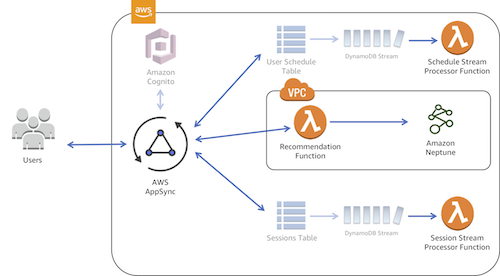 aws
Amazon
Cognito
User Schedule
Table
DynamoDB Stream
Schedule Stream
Processor Function
VPC
Recommendation
Function
Amazon
Neptune
Users
AWS
AppSync
Sessions Table
DynamoDB Stream
Session Stream
Processor Function